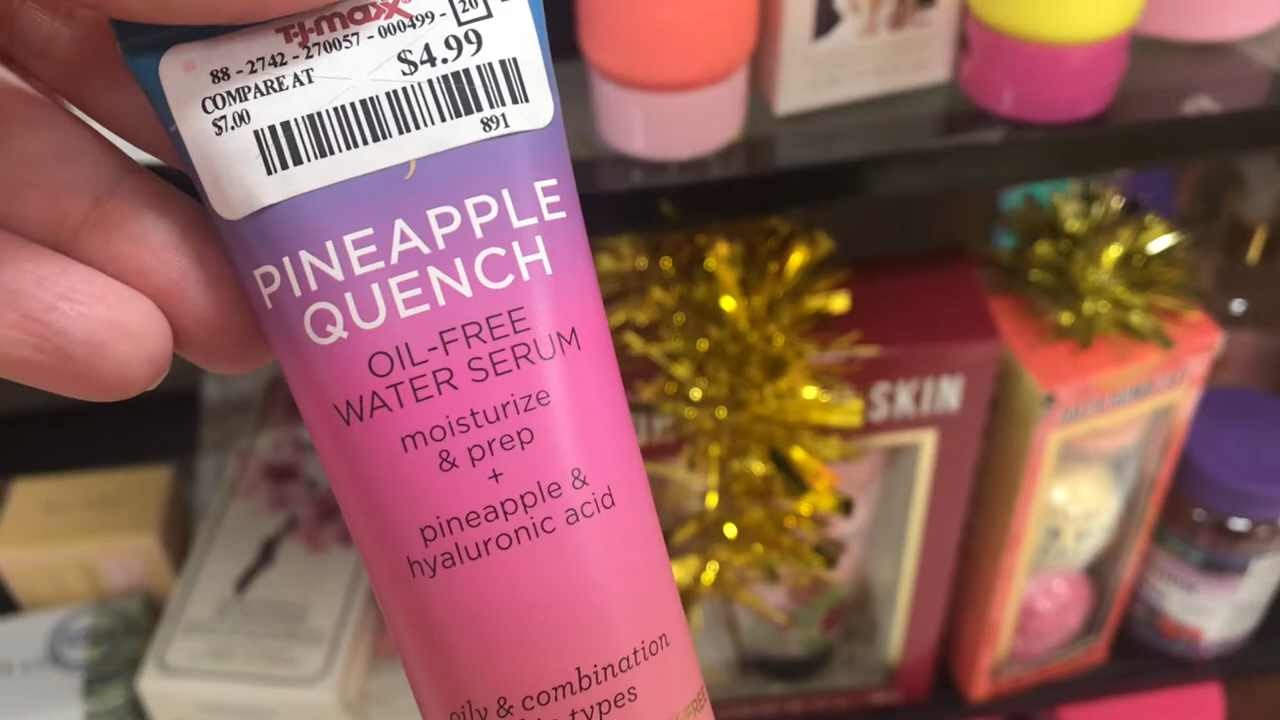 T·J·maxx
88 - 2742 - 270057 - 000499 - 20
COMPARE AT
$4.99
$7.00
891
PINEAPPLE
QUENCH
OIL-FREE
WATER SERUM
moisturize
& prep
+
pineapple &
hyaluronic acid
oily & combination
types
-FREE
SKIN